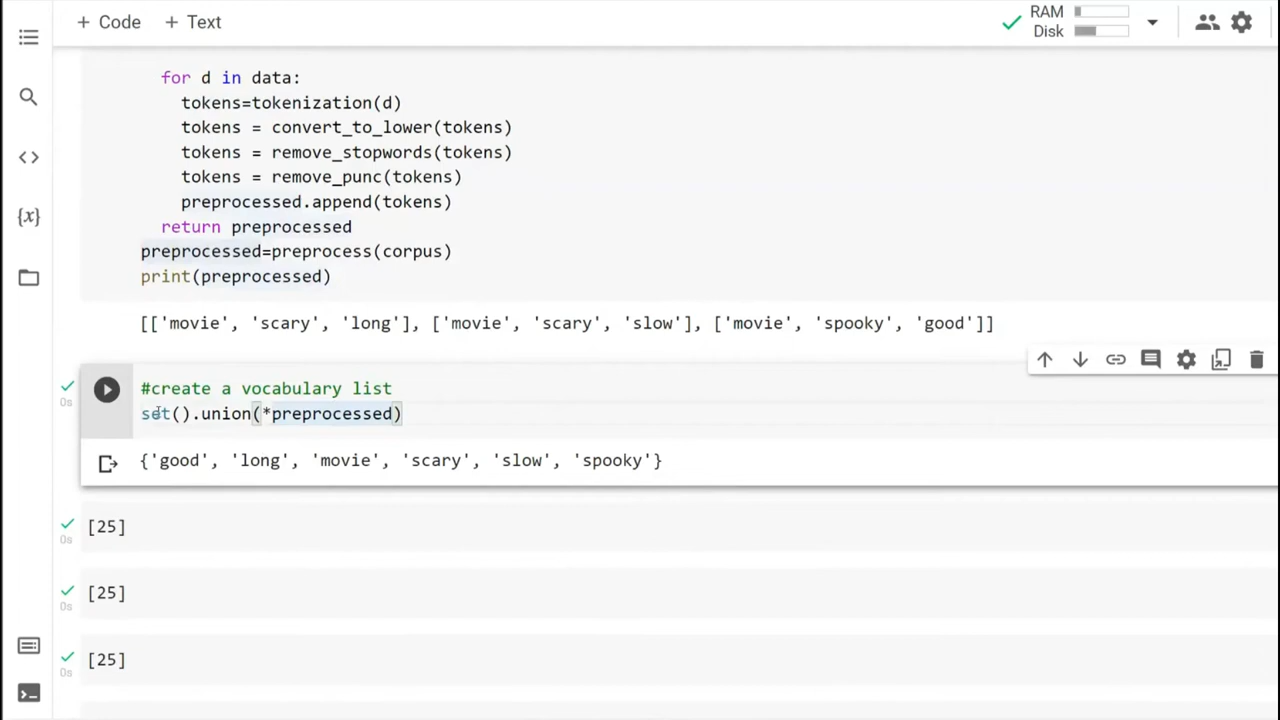 + Code + Text
RAM
Disk
for d in data:
tokens=tokenization(d)
tokens = convert_to_lower(tokens)
tokens = remove_stopwords(tokens)
tokens = remove_punc(tokens)
preprocessed.append(tokens)
return preprocessed
preprocessed=preprocess(corpus)
print(preprocessed)
[['movie', 'scary', 'long'], ['movie', 'scary', 'slow'], ['movie', 'spooky', 'good']]
#create a vocabulary list
0s
set().union(*preprocessed)
{'good', 'long', 'movie', 'scary', 'slow', 'spooky'}
[25]
0s
[25]
0s
[25]
0s